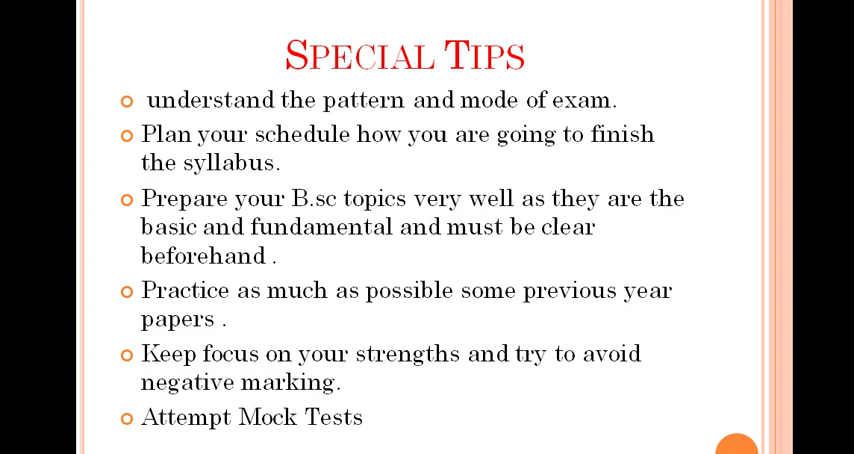 SPECIAL TIPS
understand the pattern and mode of exam.
Plan your schedule how you are going to finish
the syllabus.
Prepare your B.sc topics very well as they are the
basic and fundamental and must be clear
beforehand .
Practice as much as possible some previous year
papers .
Keep focus on your strengths and try to avoid
negative marking.
Attempt Mock Tests